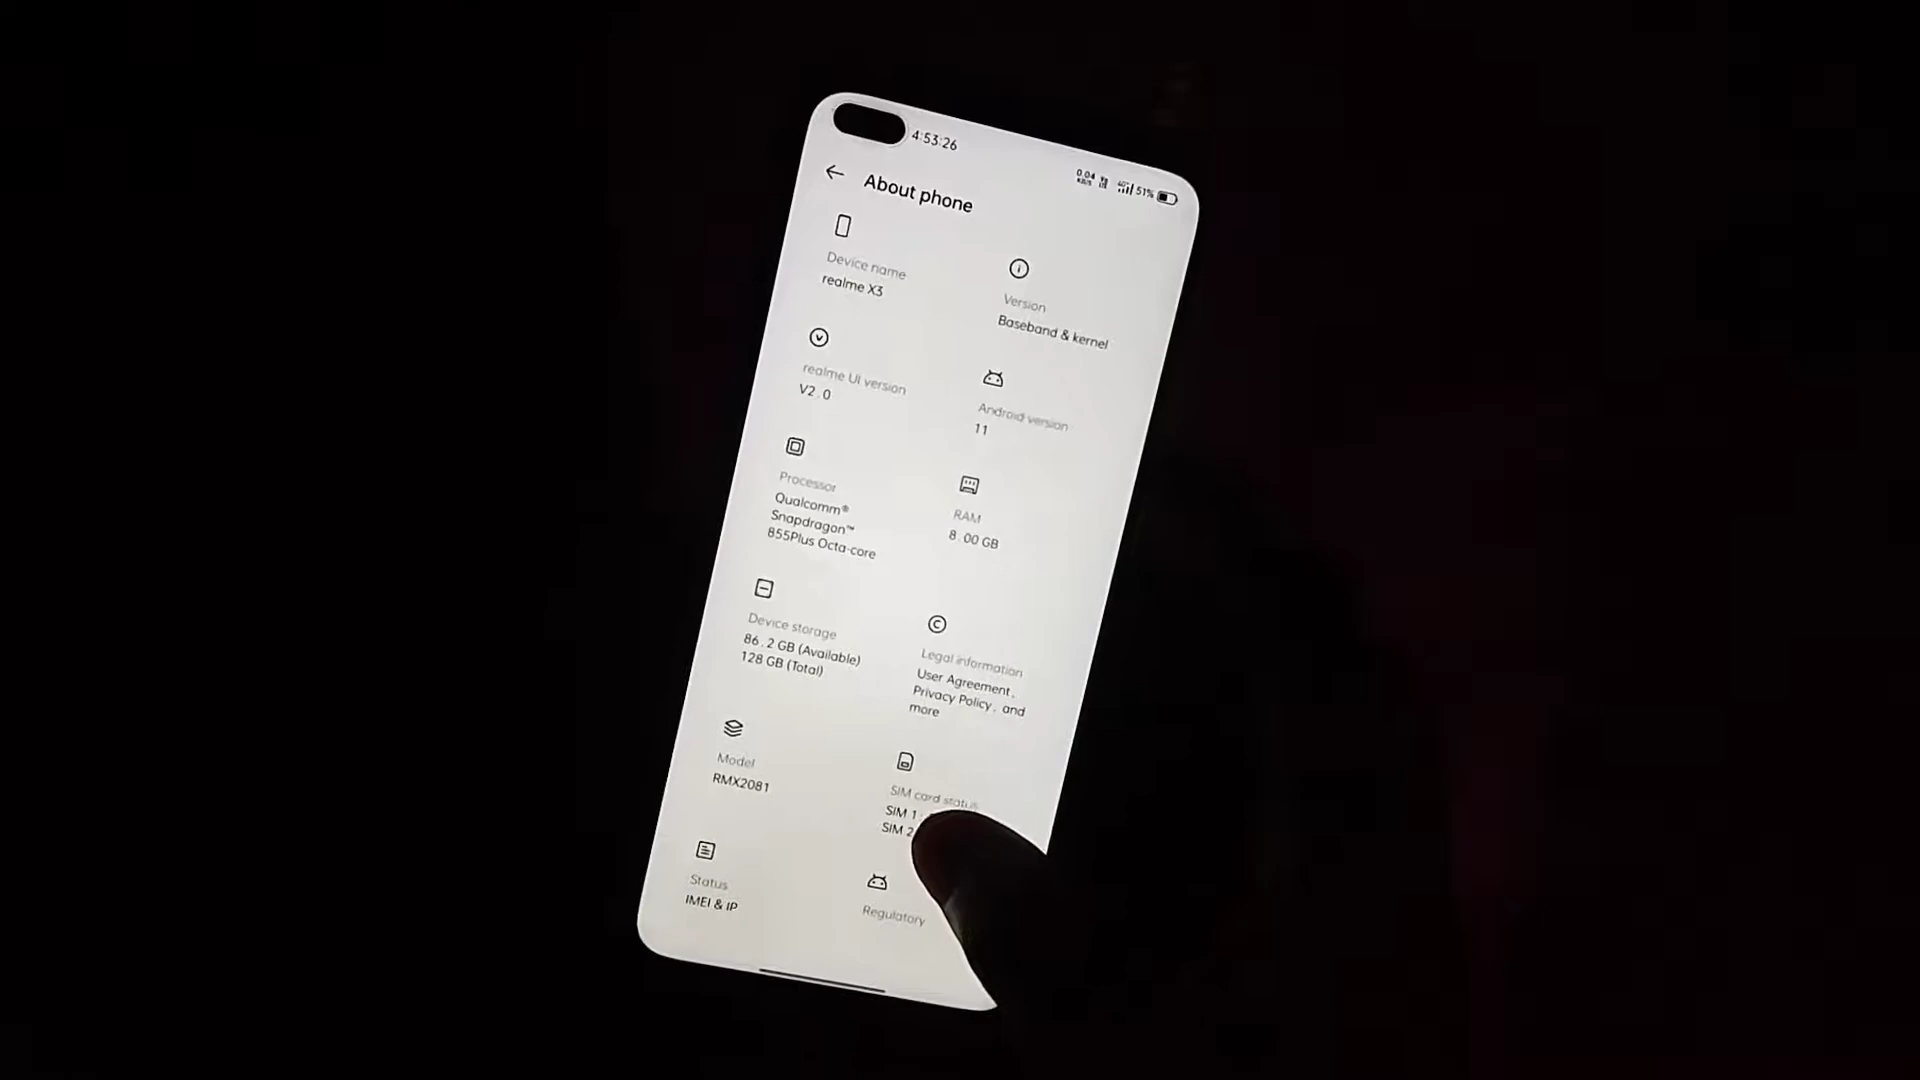 4:53:26
0.04
KB/S
51%
About phone
Device name
realme X3
Version
Baseband & kernel
realme UI version
V2.0
Android version
11
Processor
Qualcomm®
Snapdragon™
855Plus Octa-core
RAM
8.00 GB
Device storage
86.2 GB (Available)
128 GB (Total)
Legal information
User Agreement,
Privacy Policy, and
more
Model
RMX2081
SIM card status
SIM 1
SIM 2
Status
IMEI & IP
Regulatory